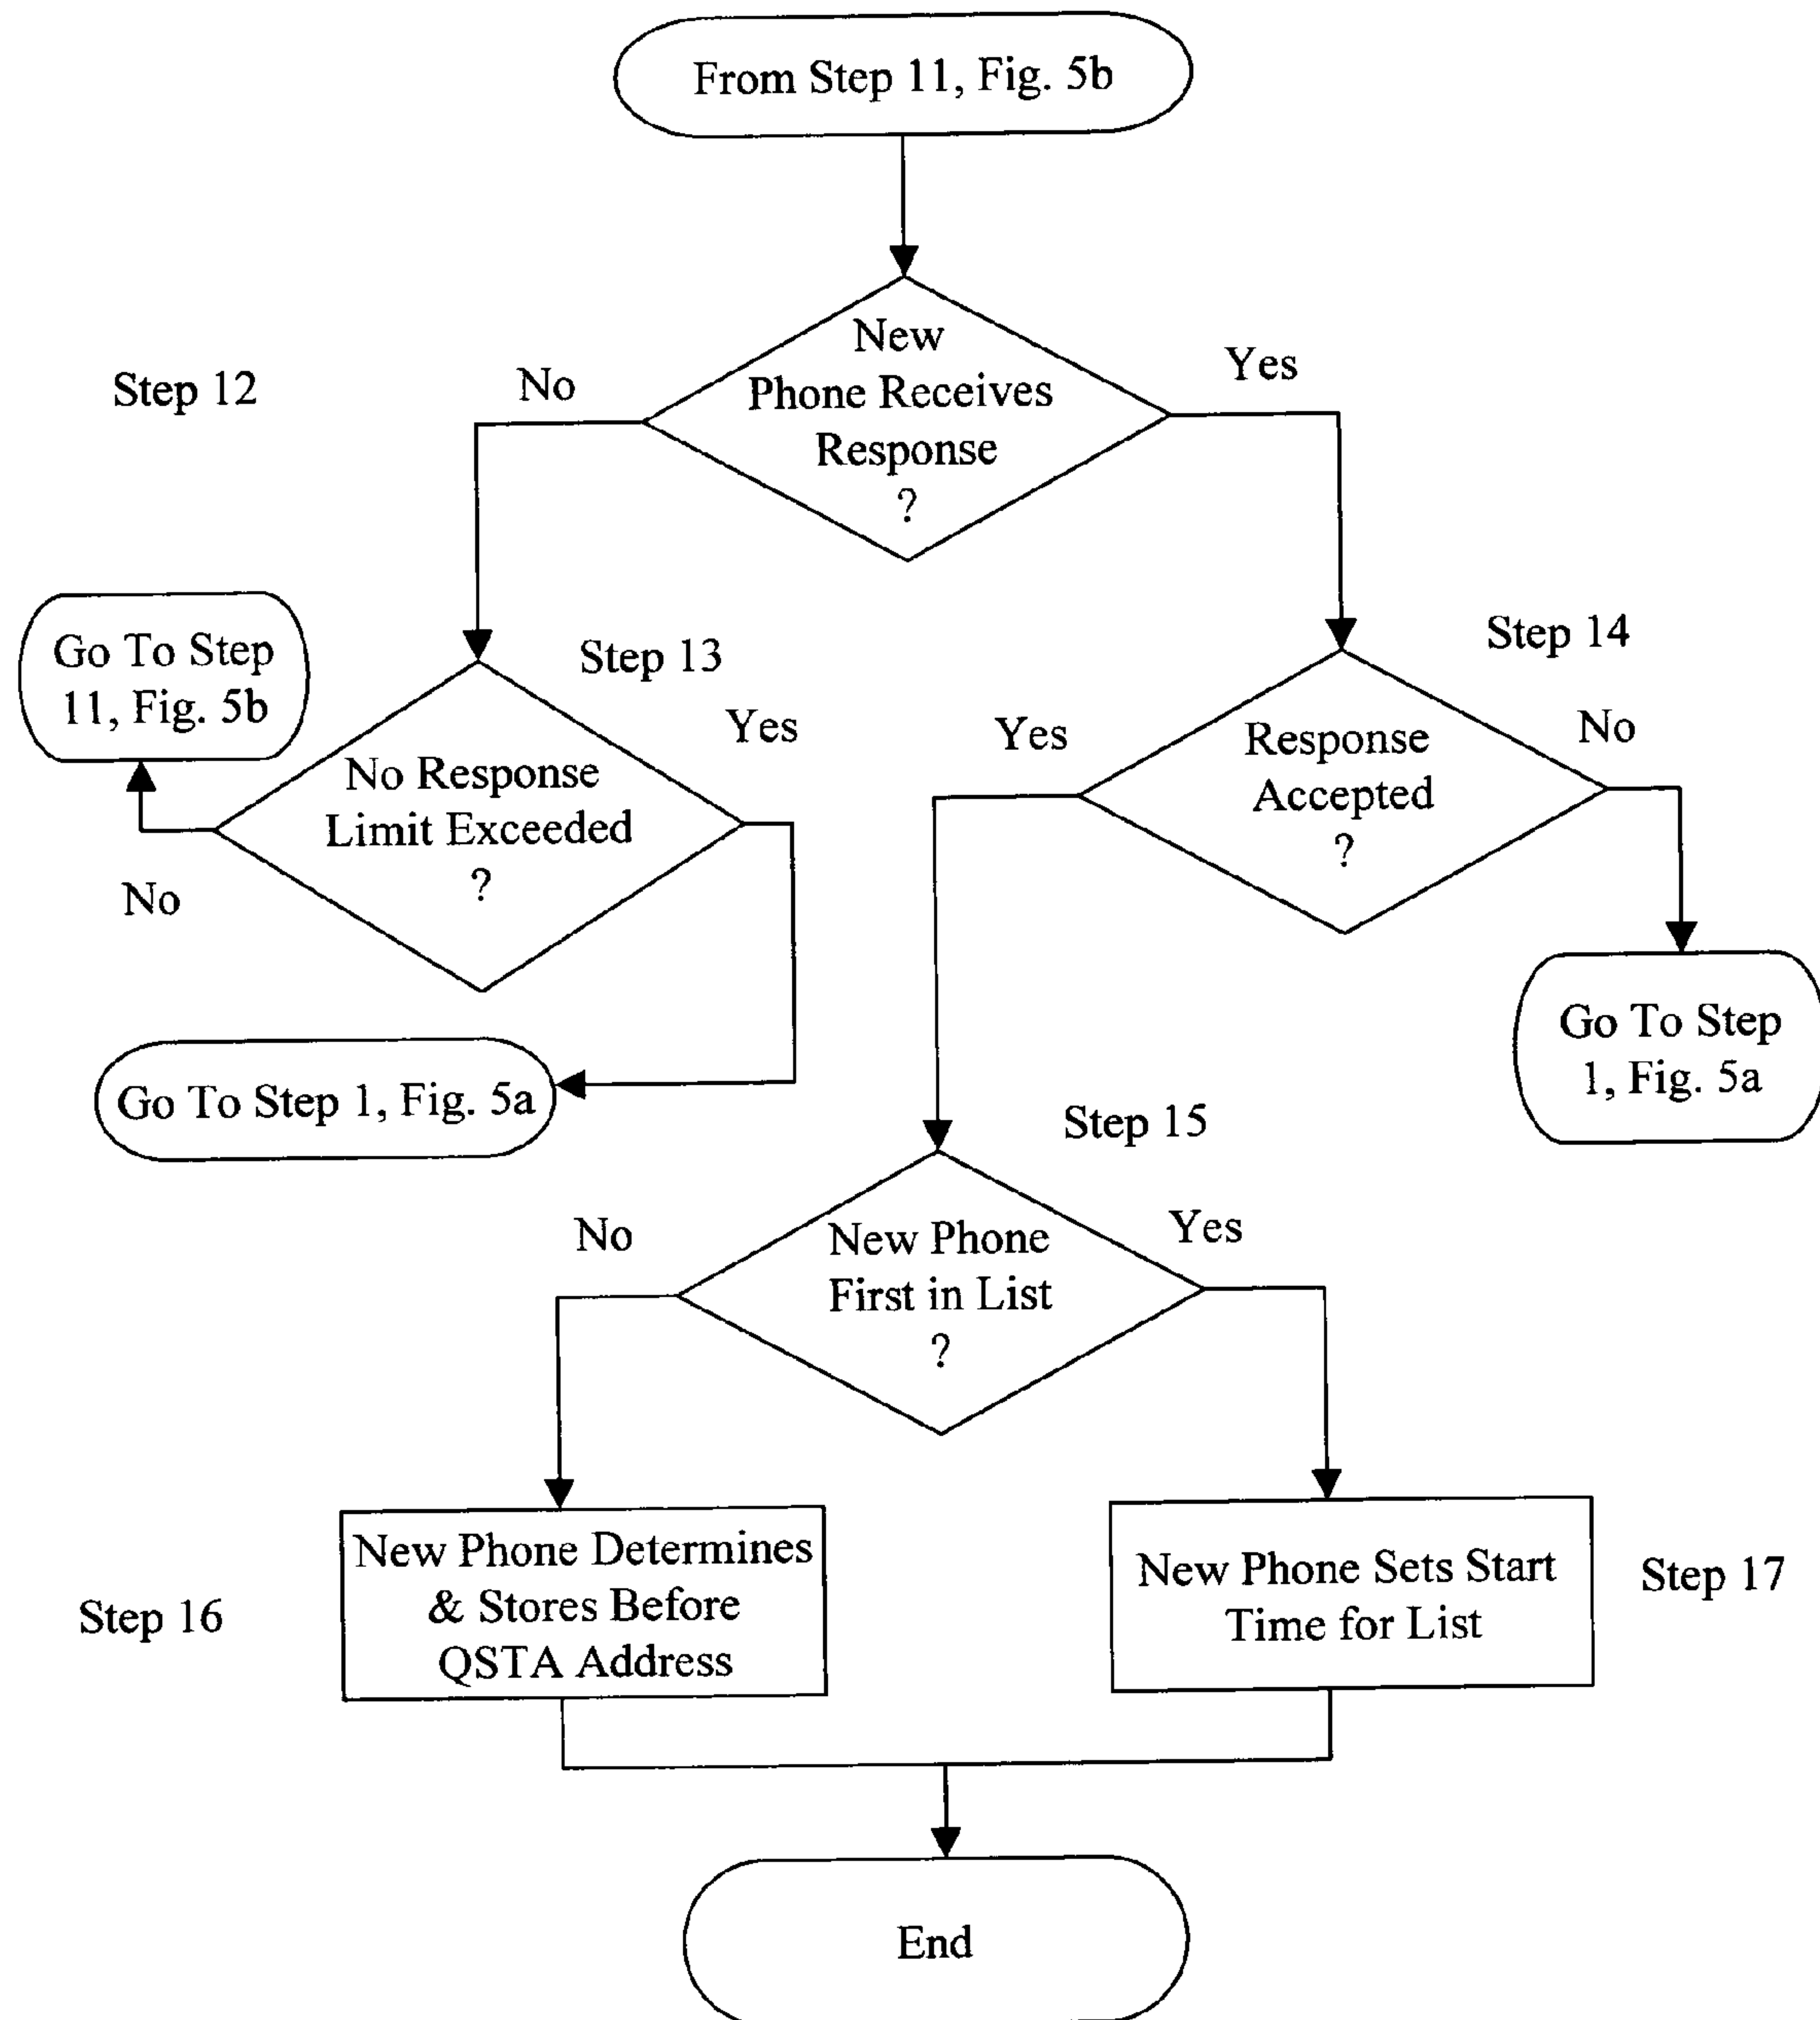 From Step 11, Fig. 5b
New
Phone Receives
Response
?
Step 12
No
Yes
Go To Step
11, Fig. 5b
Step 13
Step 14
No Response
Limit Exceeded
?
No
Yes
Response
Accepted
?
Yes
No
Go To Step 1, Fig. 5a
Go To Step
1, Fig. 5a
Step 15
New Phone
First in List
?
No
Yes
Step 16
New Phone Determines
& Stores Before
QSTA Address
New Phone Sets Start
Time for List
Step 17
End